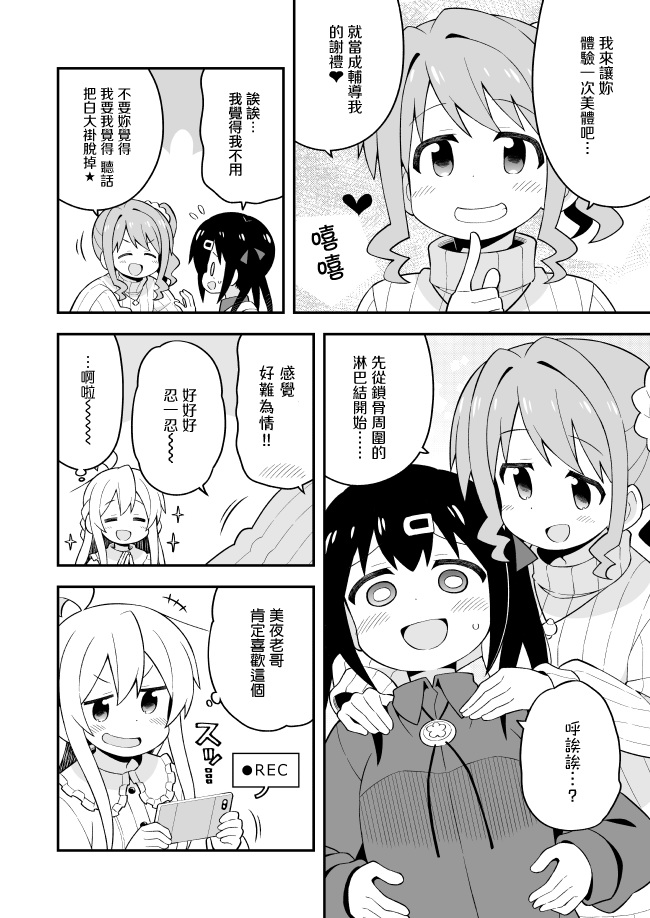 我來讓妳
體驗一次美體吧…
就當成輔導我
的謝禮❤
嘻嘻
誒誒…
我覺得我不用
不要妳覺得
我要我覺得 聽話
把白大褂脫掉★
先從鎖骨周圍的
淋巴結開始……
呼誒誒…?
感覺
好難為情!!
好好好
忍一忍~~~
…啊啦~~~~
美夜老哥
肯定喜歡這個
スッ…
●REC